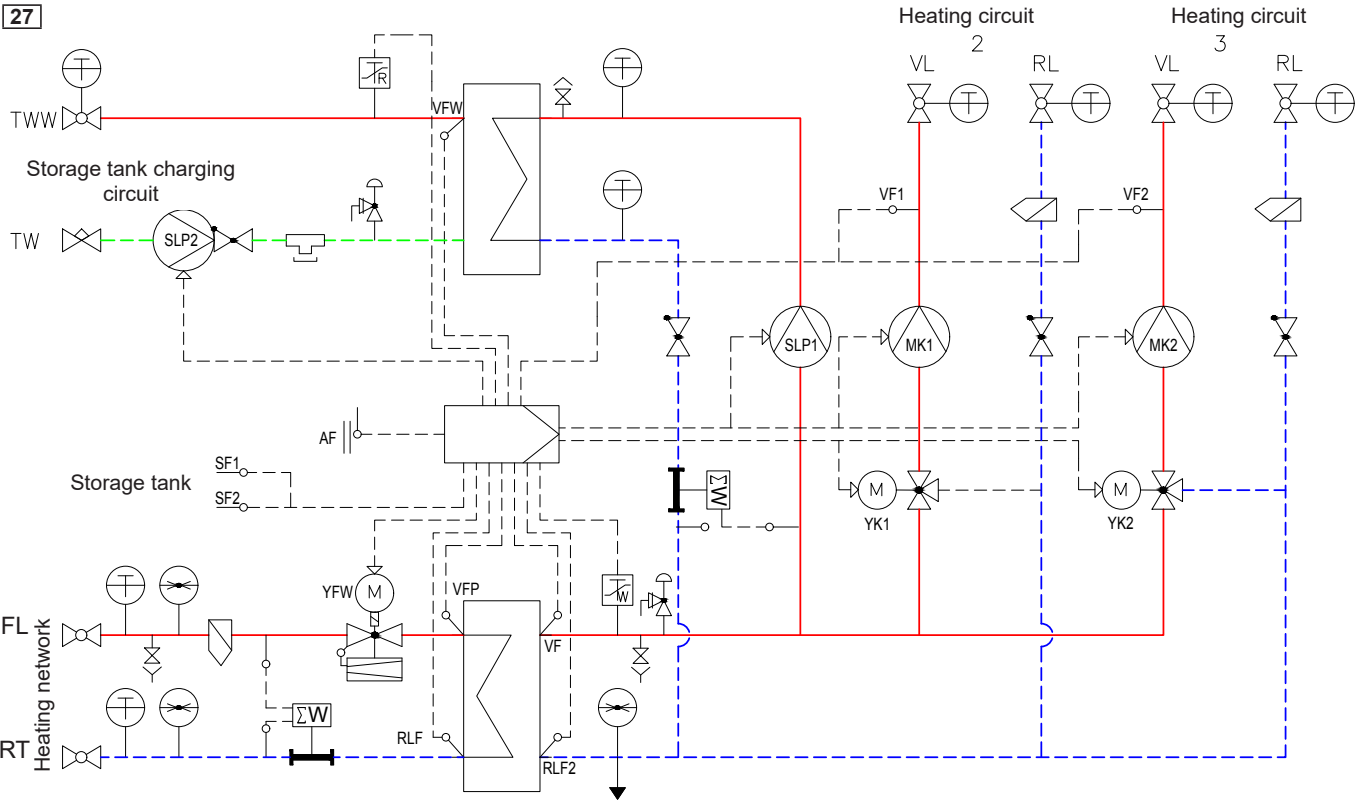 27
Heating circuit
2
Heating circuit
3
VL
RL
VL
RL
T
T
T
T
T
R
T
TWW
VFW
Storage tank charging
circuit
T
VF1
VF2
TW
SLP2
SLP1
MK1
MK2
AF
Storage tank
SF1
SF2
ΣW
M
YK1
M
YK2
T
YFW
M
VFP
W
VF
FL
Heating network
T
ΣW
RLF
RLF2
RT